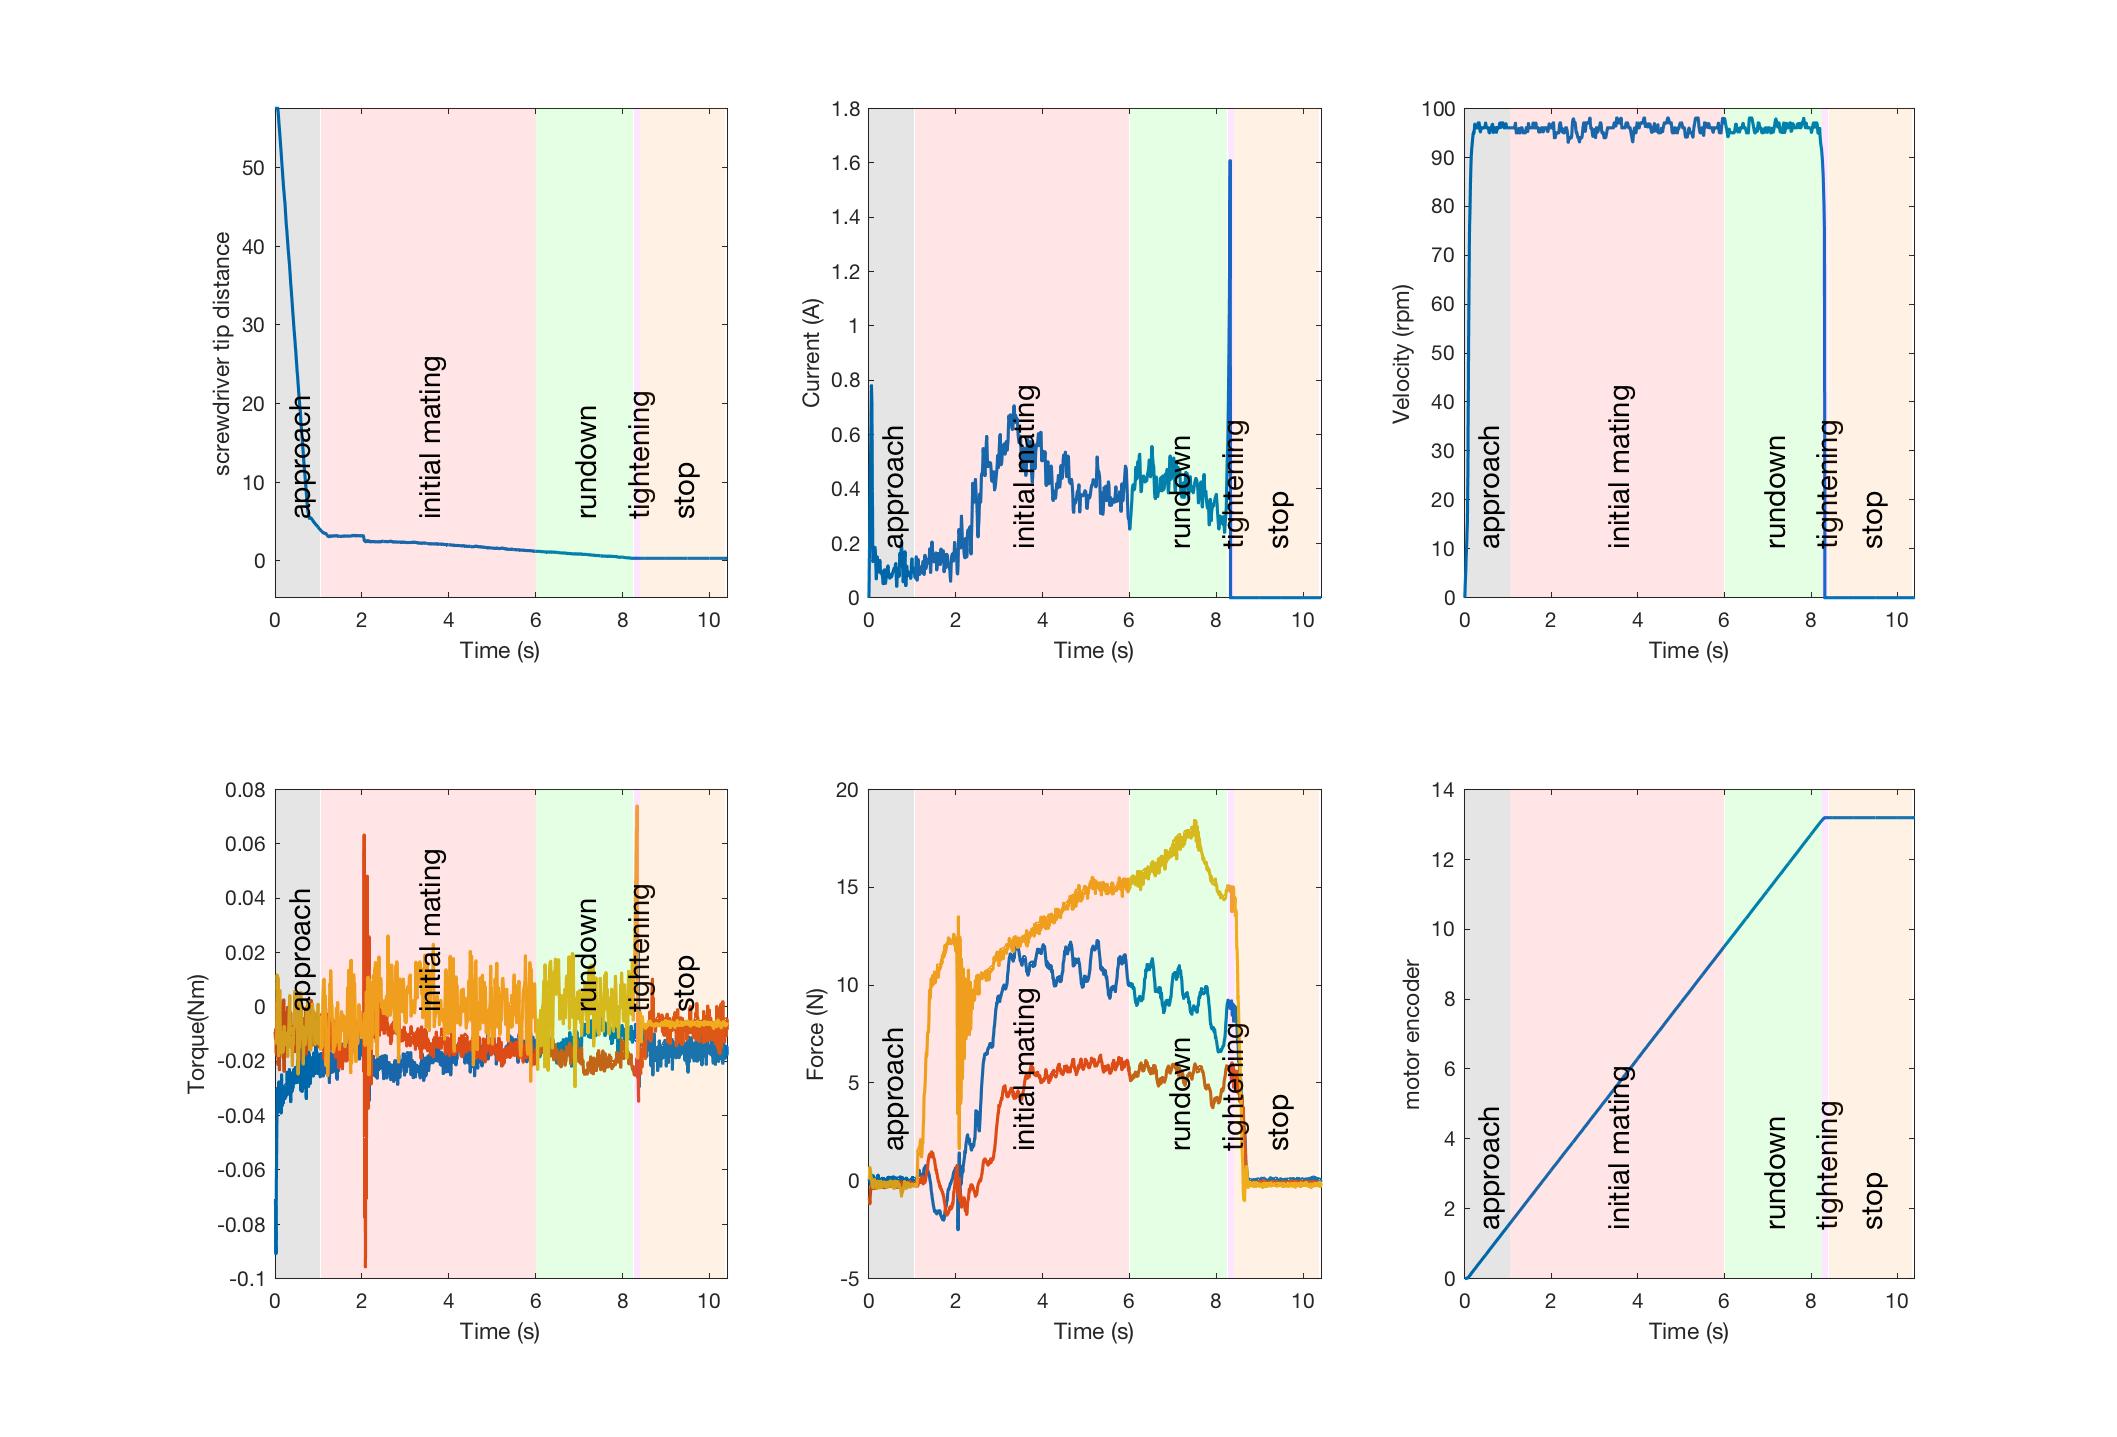 50
40
30
20
10
0
screwdriver tip distance
approach
initial mating
rundown
tightening
stop
0 2 4 6 8 10
Time (s)
1.8
1.6
1.4
1.2
1
0.8
0.6
0.4
0.2
0
Current (A)
approach
initial mating
rundown
tightening
stop
0 2 4 6 8 10
Time (s)
100
90
80
70
60
50
40
30
20
10
0
Velocity (rpm)
approach
initial mating
rundown
tightening
stop
0 2 4 6 8 10
Time (s)
0.08
0.06
0.04
0.02
0
-0.02
-0.04
-0.06
-0.08
-0.1
Torque(Nm)
approach
initial mating
rundown
tightening
stop
0 2 4 6 8 10
Time (s)
20
15
10
5
0
-5
Force (N)
approach
initial mating
rundown
tightening
stop
0 2 4 6 8 10
Time (s)
14
12
10
8
6
4
2
0
motor encoder
approach
initial mating
rundown
tightening
stop
0 2 4 6 8 10
Time (s)